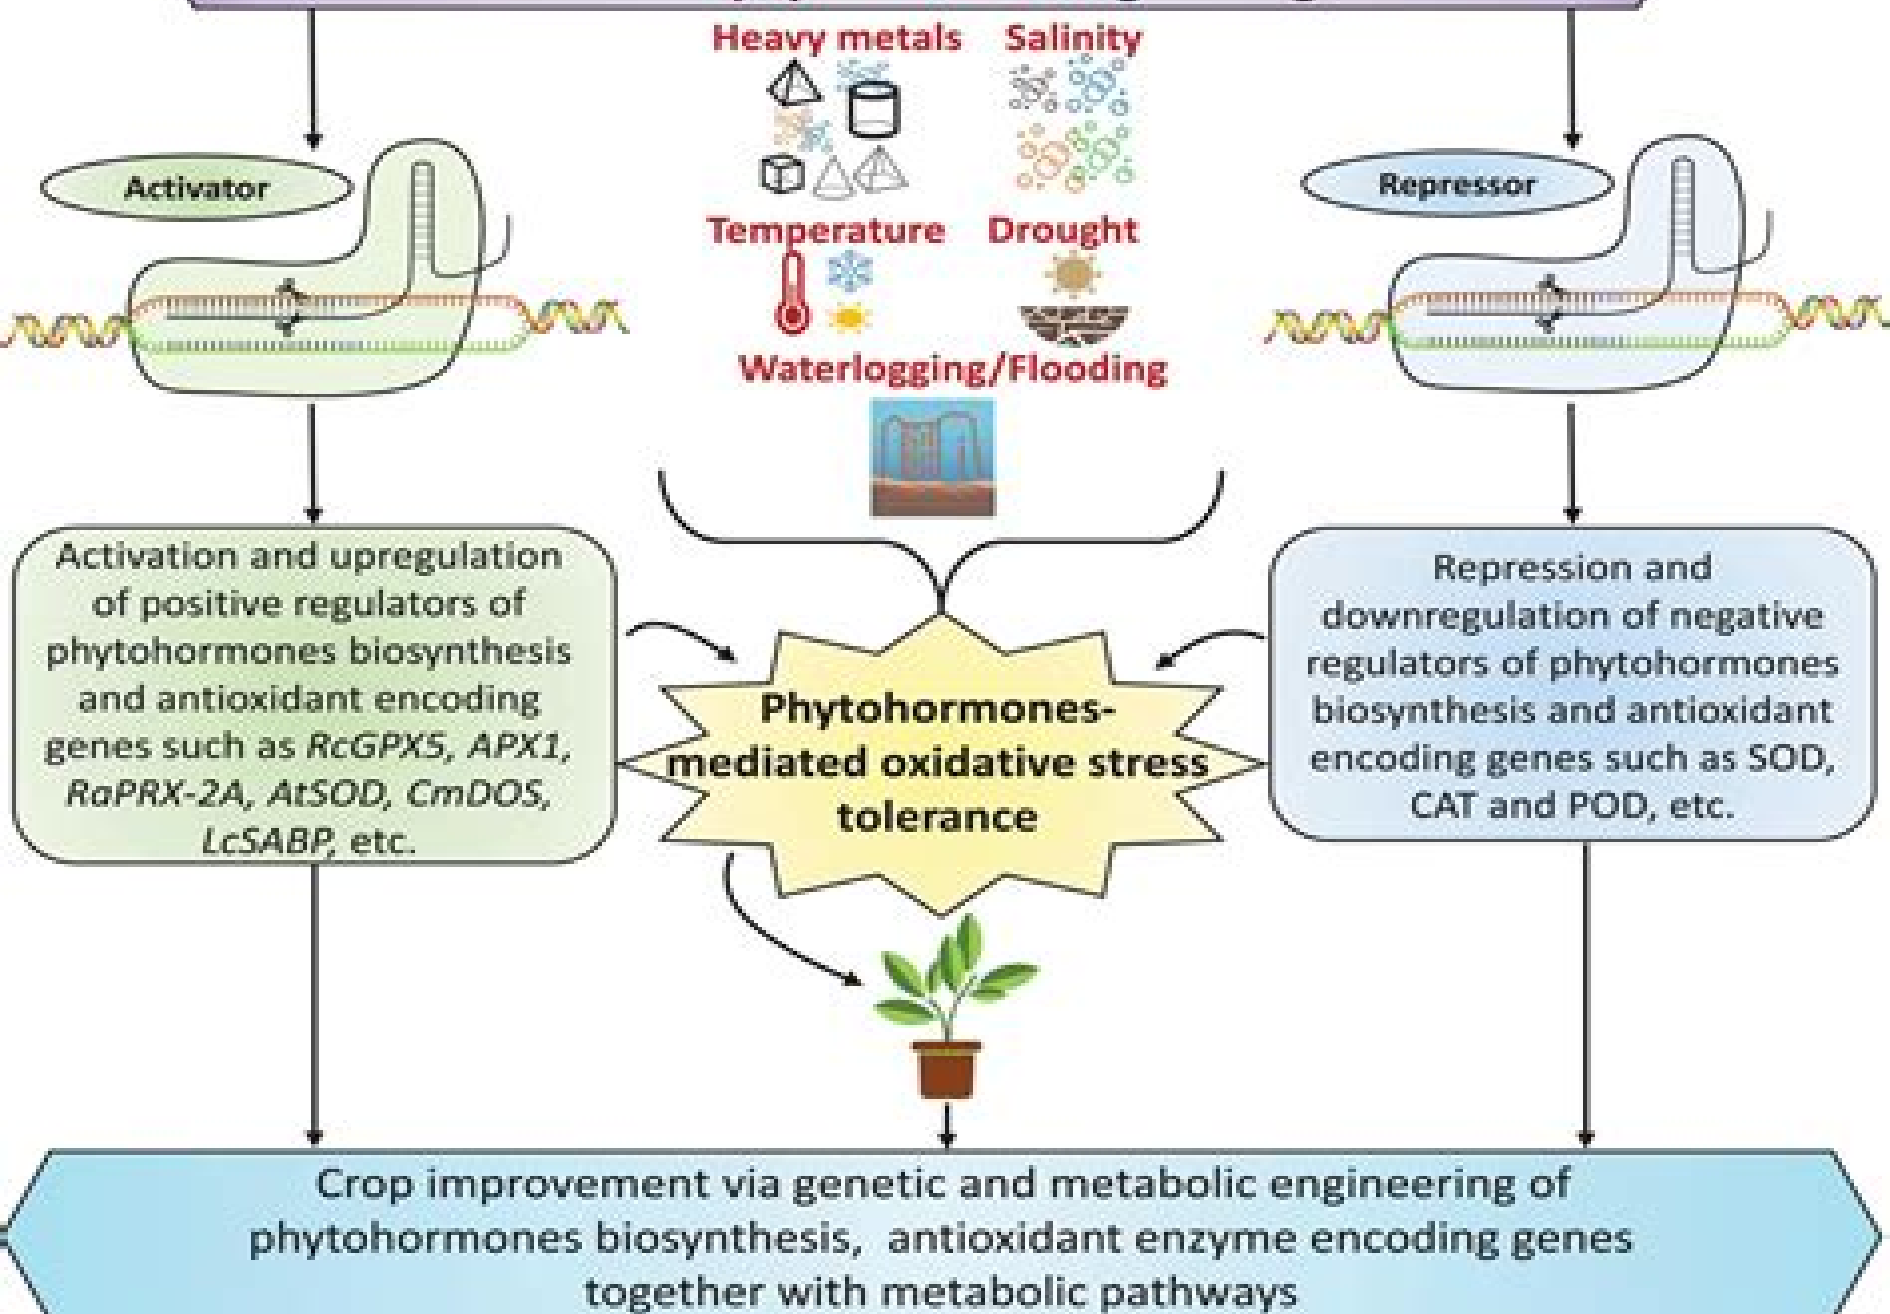 Heavy metals
Salinity
Activator
Repressor
Temperature
Drought
Waterlogging/Flooding
Activation and upregulation
of positive regulators of
phytohormones biosynthesis
and antioxidant encoding
genes such as RcGPX5, APX1,
RaPRX-2A, AtSOD, CmDOS,
LcSABP, etc.
Phytohormones-
mediated oxidative stress
tolerance
Repression and
downregulation of negative
regulators of phytohormones
biosynthesis and antioxidant
encoding genes such as SOD,
CAT and POD, etc.
Crop improvement via genetic and metabolic engineering of
phytohormones biosynthesis, antioxidant enzyme encoding genes
together with metabolic pathways